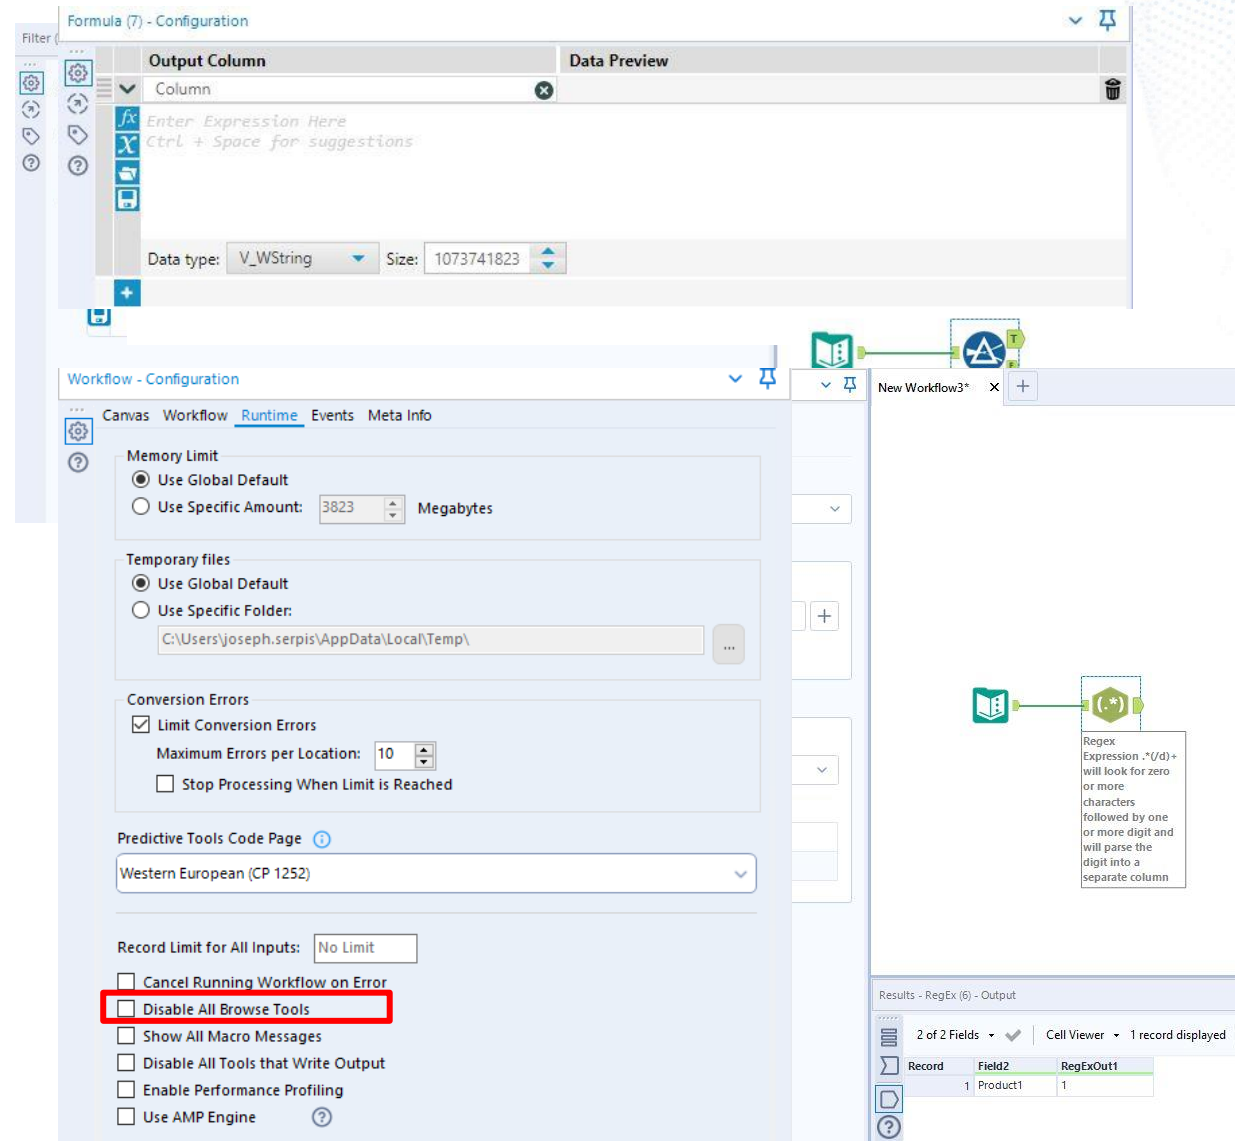 Formula (7) - Configuration
Filter (
Output Column
Data Preview
Column
fx
Enter Expression Here
X
Ctrl + Space for suggestions
Data type:
V_WString
Size:
1073741823
T
Workflow - Configuration
New Workflow3*
Canvas
Workflow
Runtime
Events
Meta Info
Memory Limit
Use Global Default
Use Specific Amount:
3823
Megabytes
Temporary files
Use Global Default
Use Specific Folder:
C:\Users\joseph.serpis\AppData\Local\Temp\
...
Conversion Errors
Limit Conversion Errors
Maximum Errors per Location:
10
Stop Processing When Limit is Reached
Predictive Tools Code Page
Western European (CP 1252)
Record Limit for All Inputs:
No Limit
Cancel Running Workflow on Error
Disable All Browse Tools
Show All Macro Messages
Disable All Tools that Write Output
Enable Performance Profiling
Use AMP Engine
(.*)
Regex
Expression .*(/d)+
will look for zero
or more
characters
followed by one
or more digit and
will parse the
digit into a
separate column
Results - RegEx (6) - Output
2 of 2 Fields
Cell Viewer
1 record displayed
Record
Field2
RegExOut1
1
Product1
1